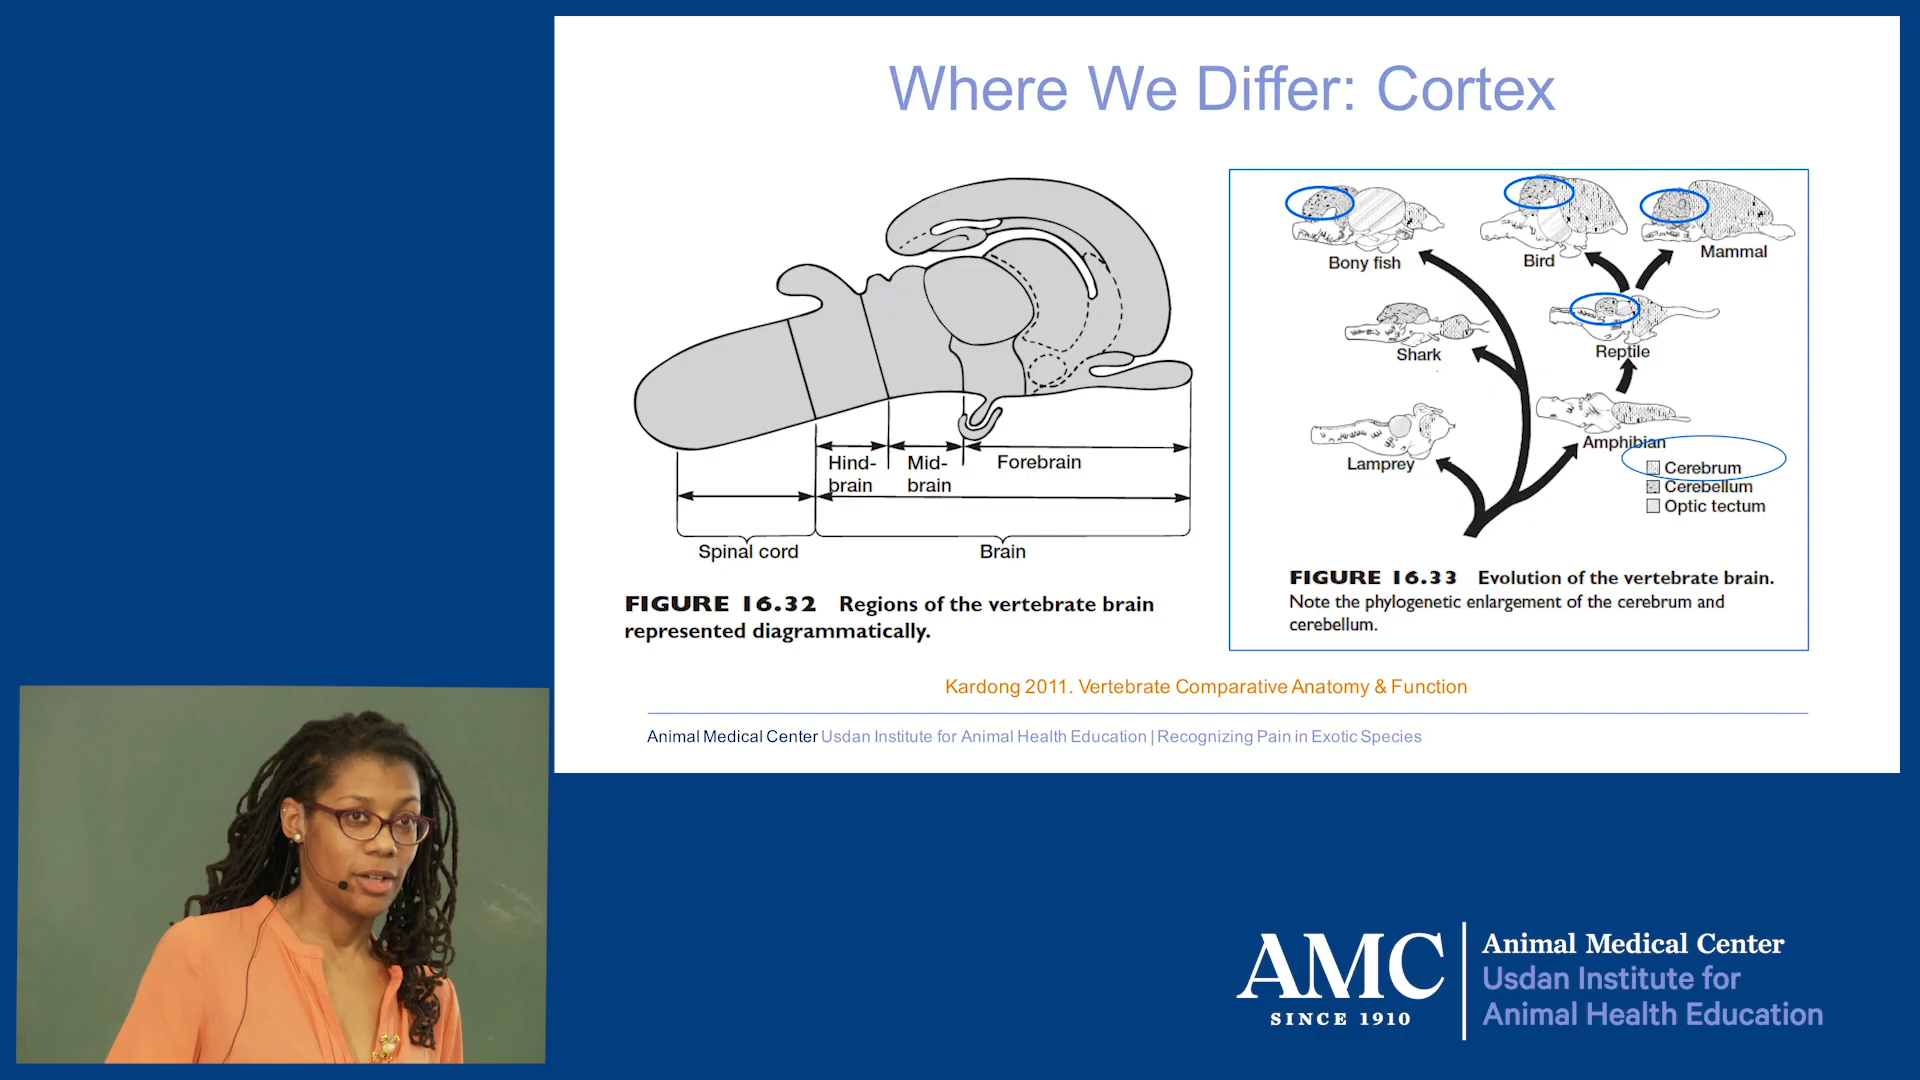 Where We Differ: Cortex
Hind-
brain
Mid-
brain
Forebrain
Spinal cord
Brain
FIGURE 16.32 Regions of the vertebrate brain
represented diagrammatically.
Bony fish
Bird
Mammal
Shark
Reptile
Lamprey
Amphibian
Cerebrum
Cerebellum
Optic tectum
FIGURE 16.33 Evolution of the vertebrate brain.
Note the phylogenetic enlargement of the cerebrum and
cerebellum.
Kardong 2011. Vertebrate Comparative Anatomy & Function
Animal Medical Center Usdan Institute for Animal Health Education | Recognizing Pain in Exotic Species
AMC
SINCE 1910
Animal Medical Center
Usdan Institute for
Animal Health Education